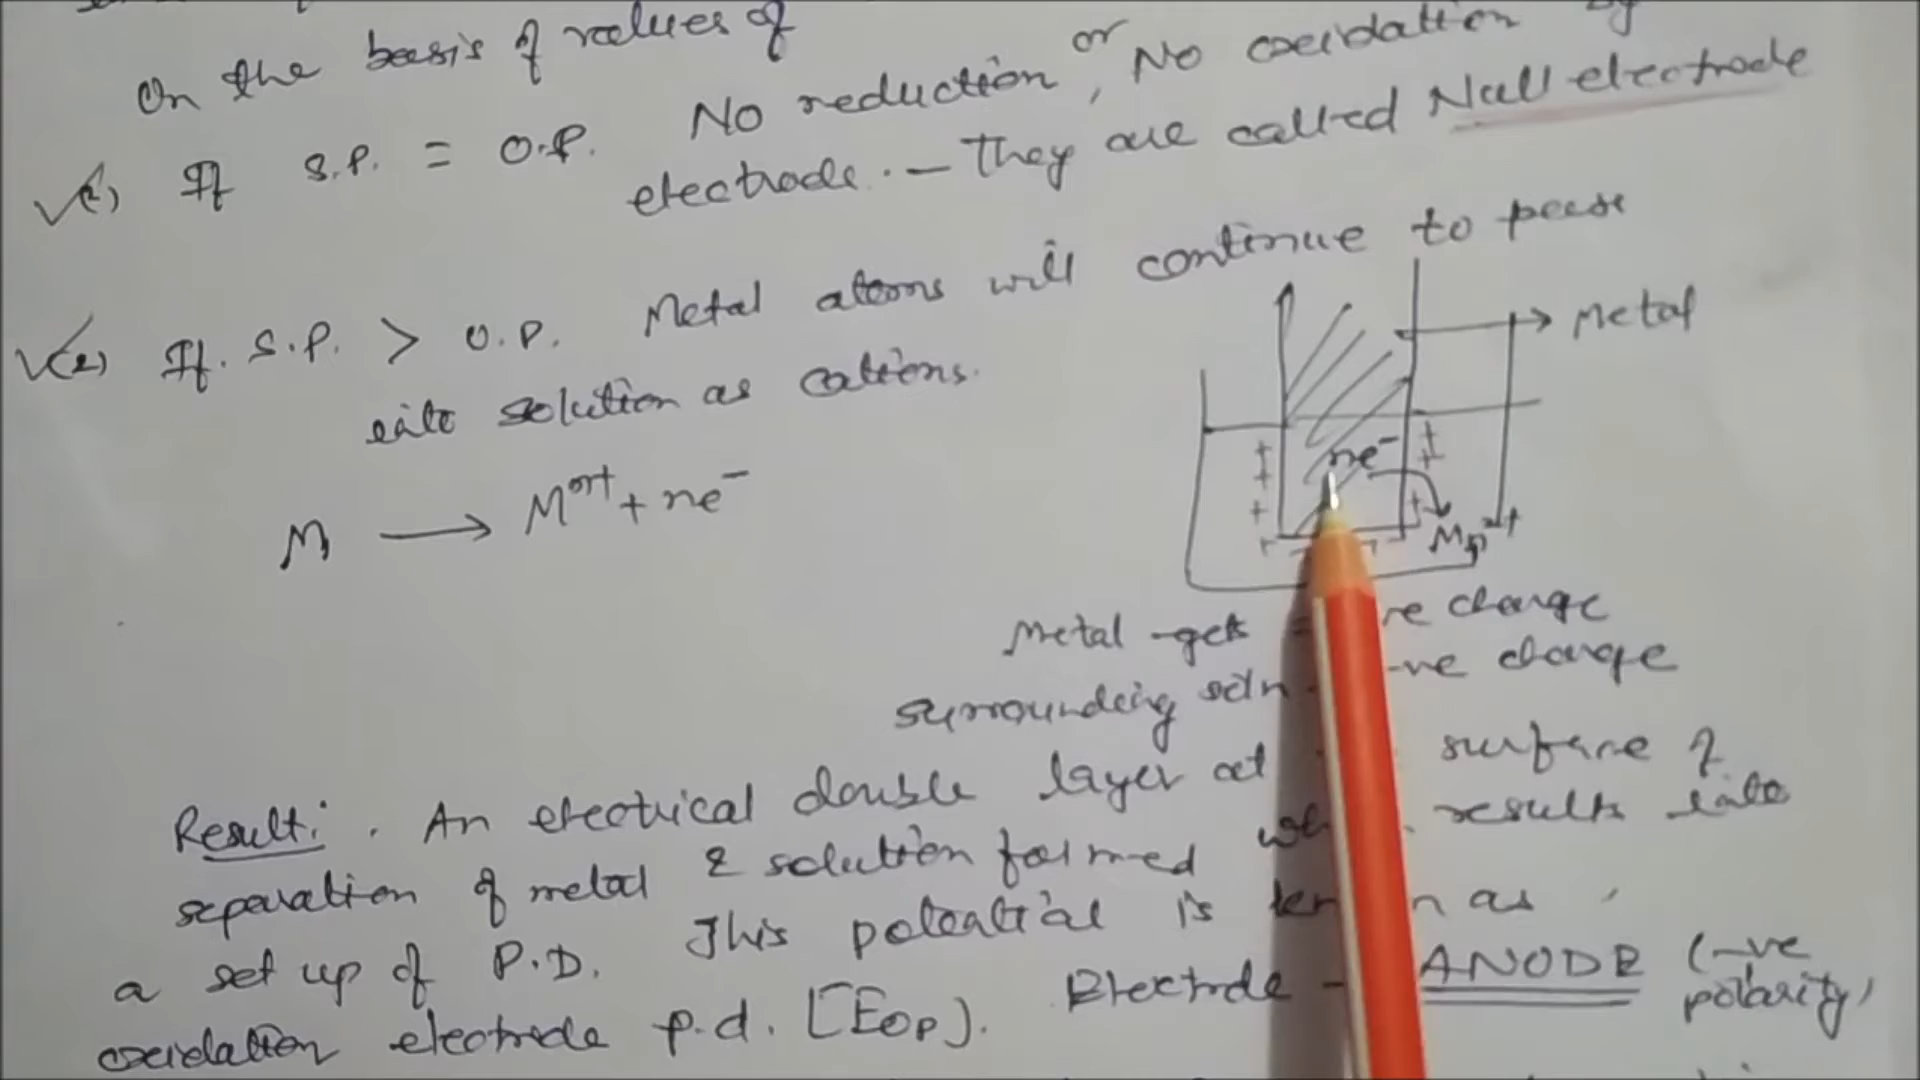 On the basis of values of
(1) If S.P. = O.P. No reduction or, No oxidation by
electrode. - They are called Null electrode
(2) If S.P. > O.P. Metal atoms will continue to pass
into solution as cations.
Metal
ne⁻
M → Mⁿ⁺ + ne⁻
Mⁿ⁺
Metal gets -ve charge
surrounding soln -ve charge
Result: An electrical double layer at surface of
separation of metal & solution formed results into
a set up of P.D. This potential is as
oxidation electrode p.d. [EOP]. Electrode - ANODE (-ve
polarity)